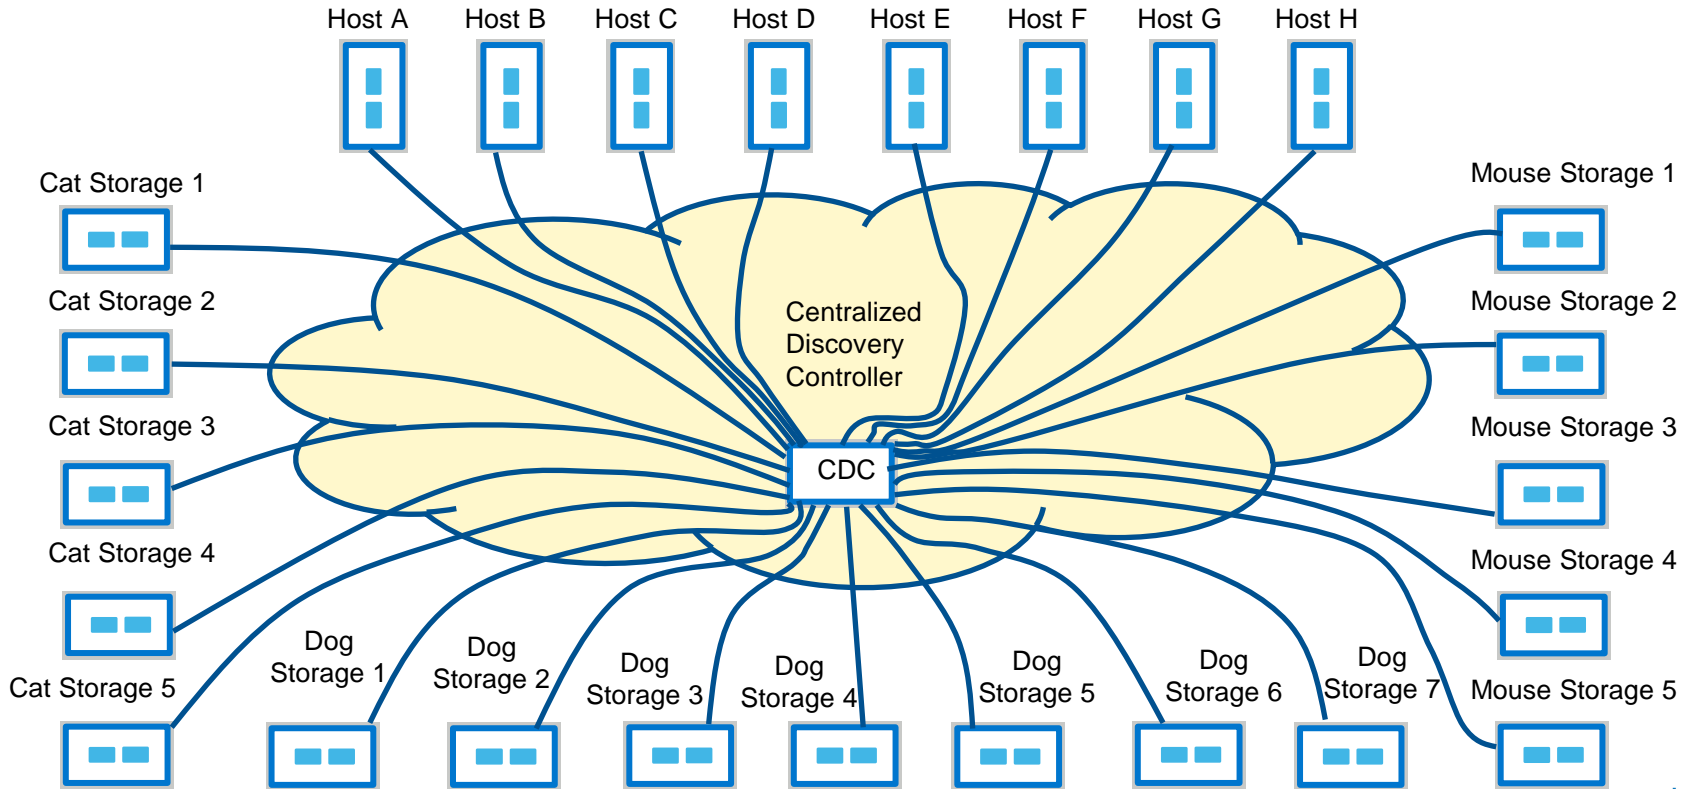 Host A
Host B
Host C
Host D
Host E
Host F
Host G
Host H
Cat Storage 1
Mouse Storage 1
Cat Storage 2
Mouse Storage 2
Centralized
Discovery
Controller
Cat Storage 3
Mouse Storage 3
CDC
Cat Storage 4
Mouse Storage 4
Dog
Storage 1
Dog
Storage 2
Dog
Storage 3
Dog
Storage 4
Dog
Storage 5
Dog
Storage 6
Dog
Storage 7
Cat Storage 5
Mouse Storage 5